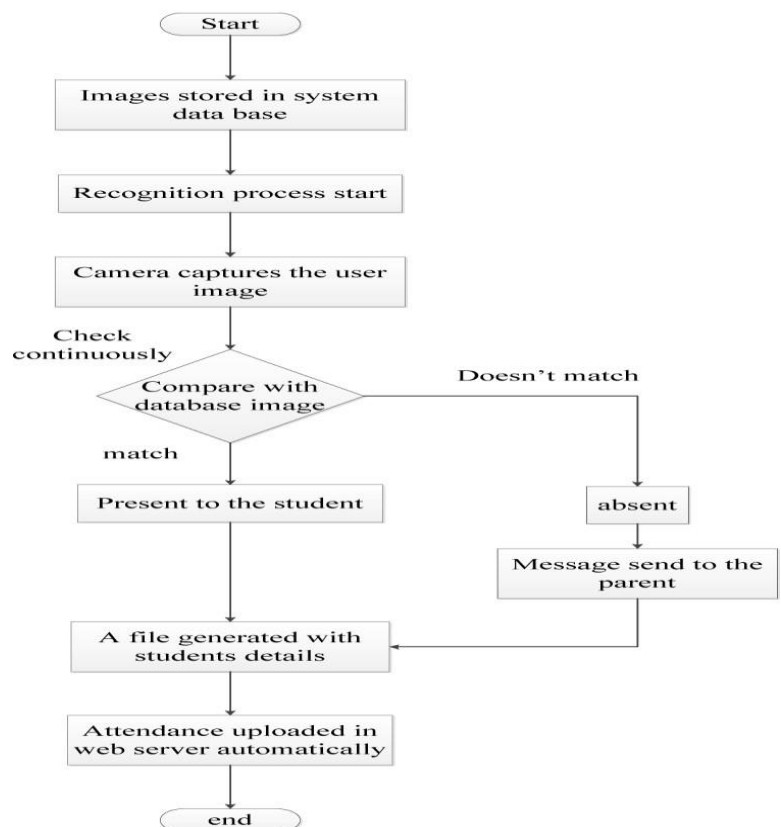 Start
Images stored in system
data base
Recognition process start
Camera captures the user
image
Check
continuously
Compare with
database image
Doesn't match
match
Present to the student
absent
Message send to the
parent
A file generated with
students details
Attendance uploaded in
web server automatically
end